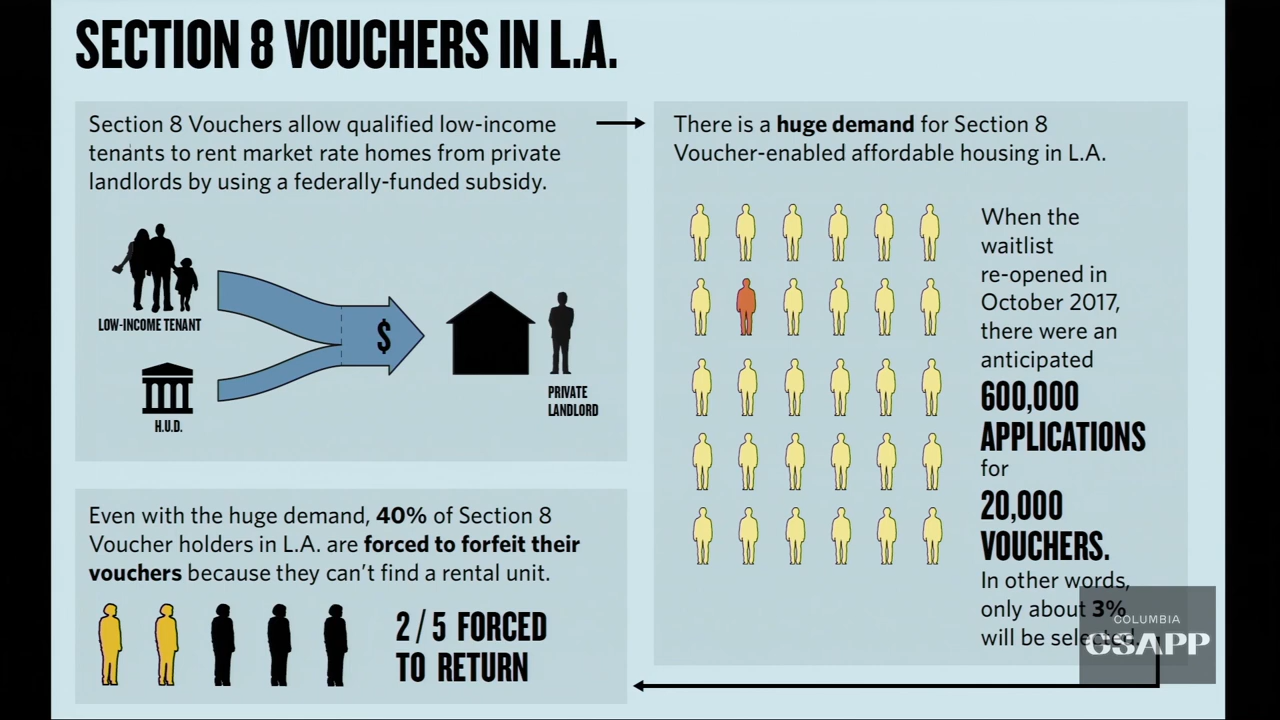 SECTION 8 VOUCHERS IN L.A.
Section 8 Vouchers allow qualified low-income
tenants to rent market rate homes from private
landlords by using a federally-funded subsidy.
LOW-INCOME TENANT
H.U.D.
$
PRIVATE
LANDLORD
There is a huge demand for Section 8
Voucher-enabled affordable housing in L.A.
When the
waitlist
re-opened in
October 2017,
there were an
anticipated
600,000
APPLICATIONS
for
20,000
VOUCHERS.
In other words,
only about 3%
will be selected.
Even with the huge demand, 40% of Section 8
Voucher holders in L.A. are forced to forfeit their
vouchers because they can't find a rental unit.
2/5 FORCED
TO RETURN
COLUMBIA
GSAPP